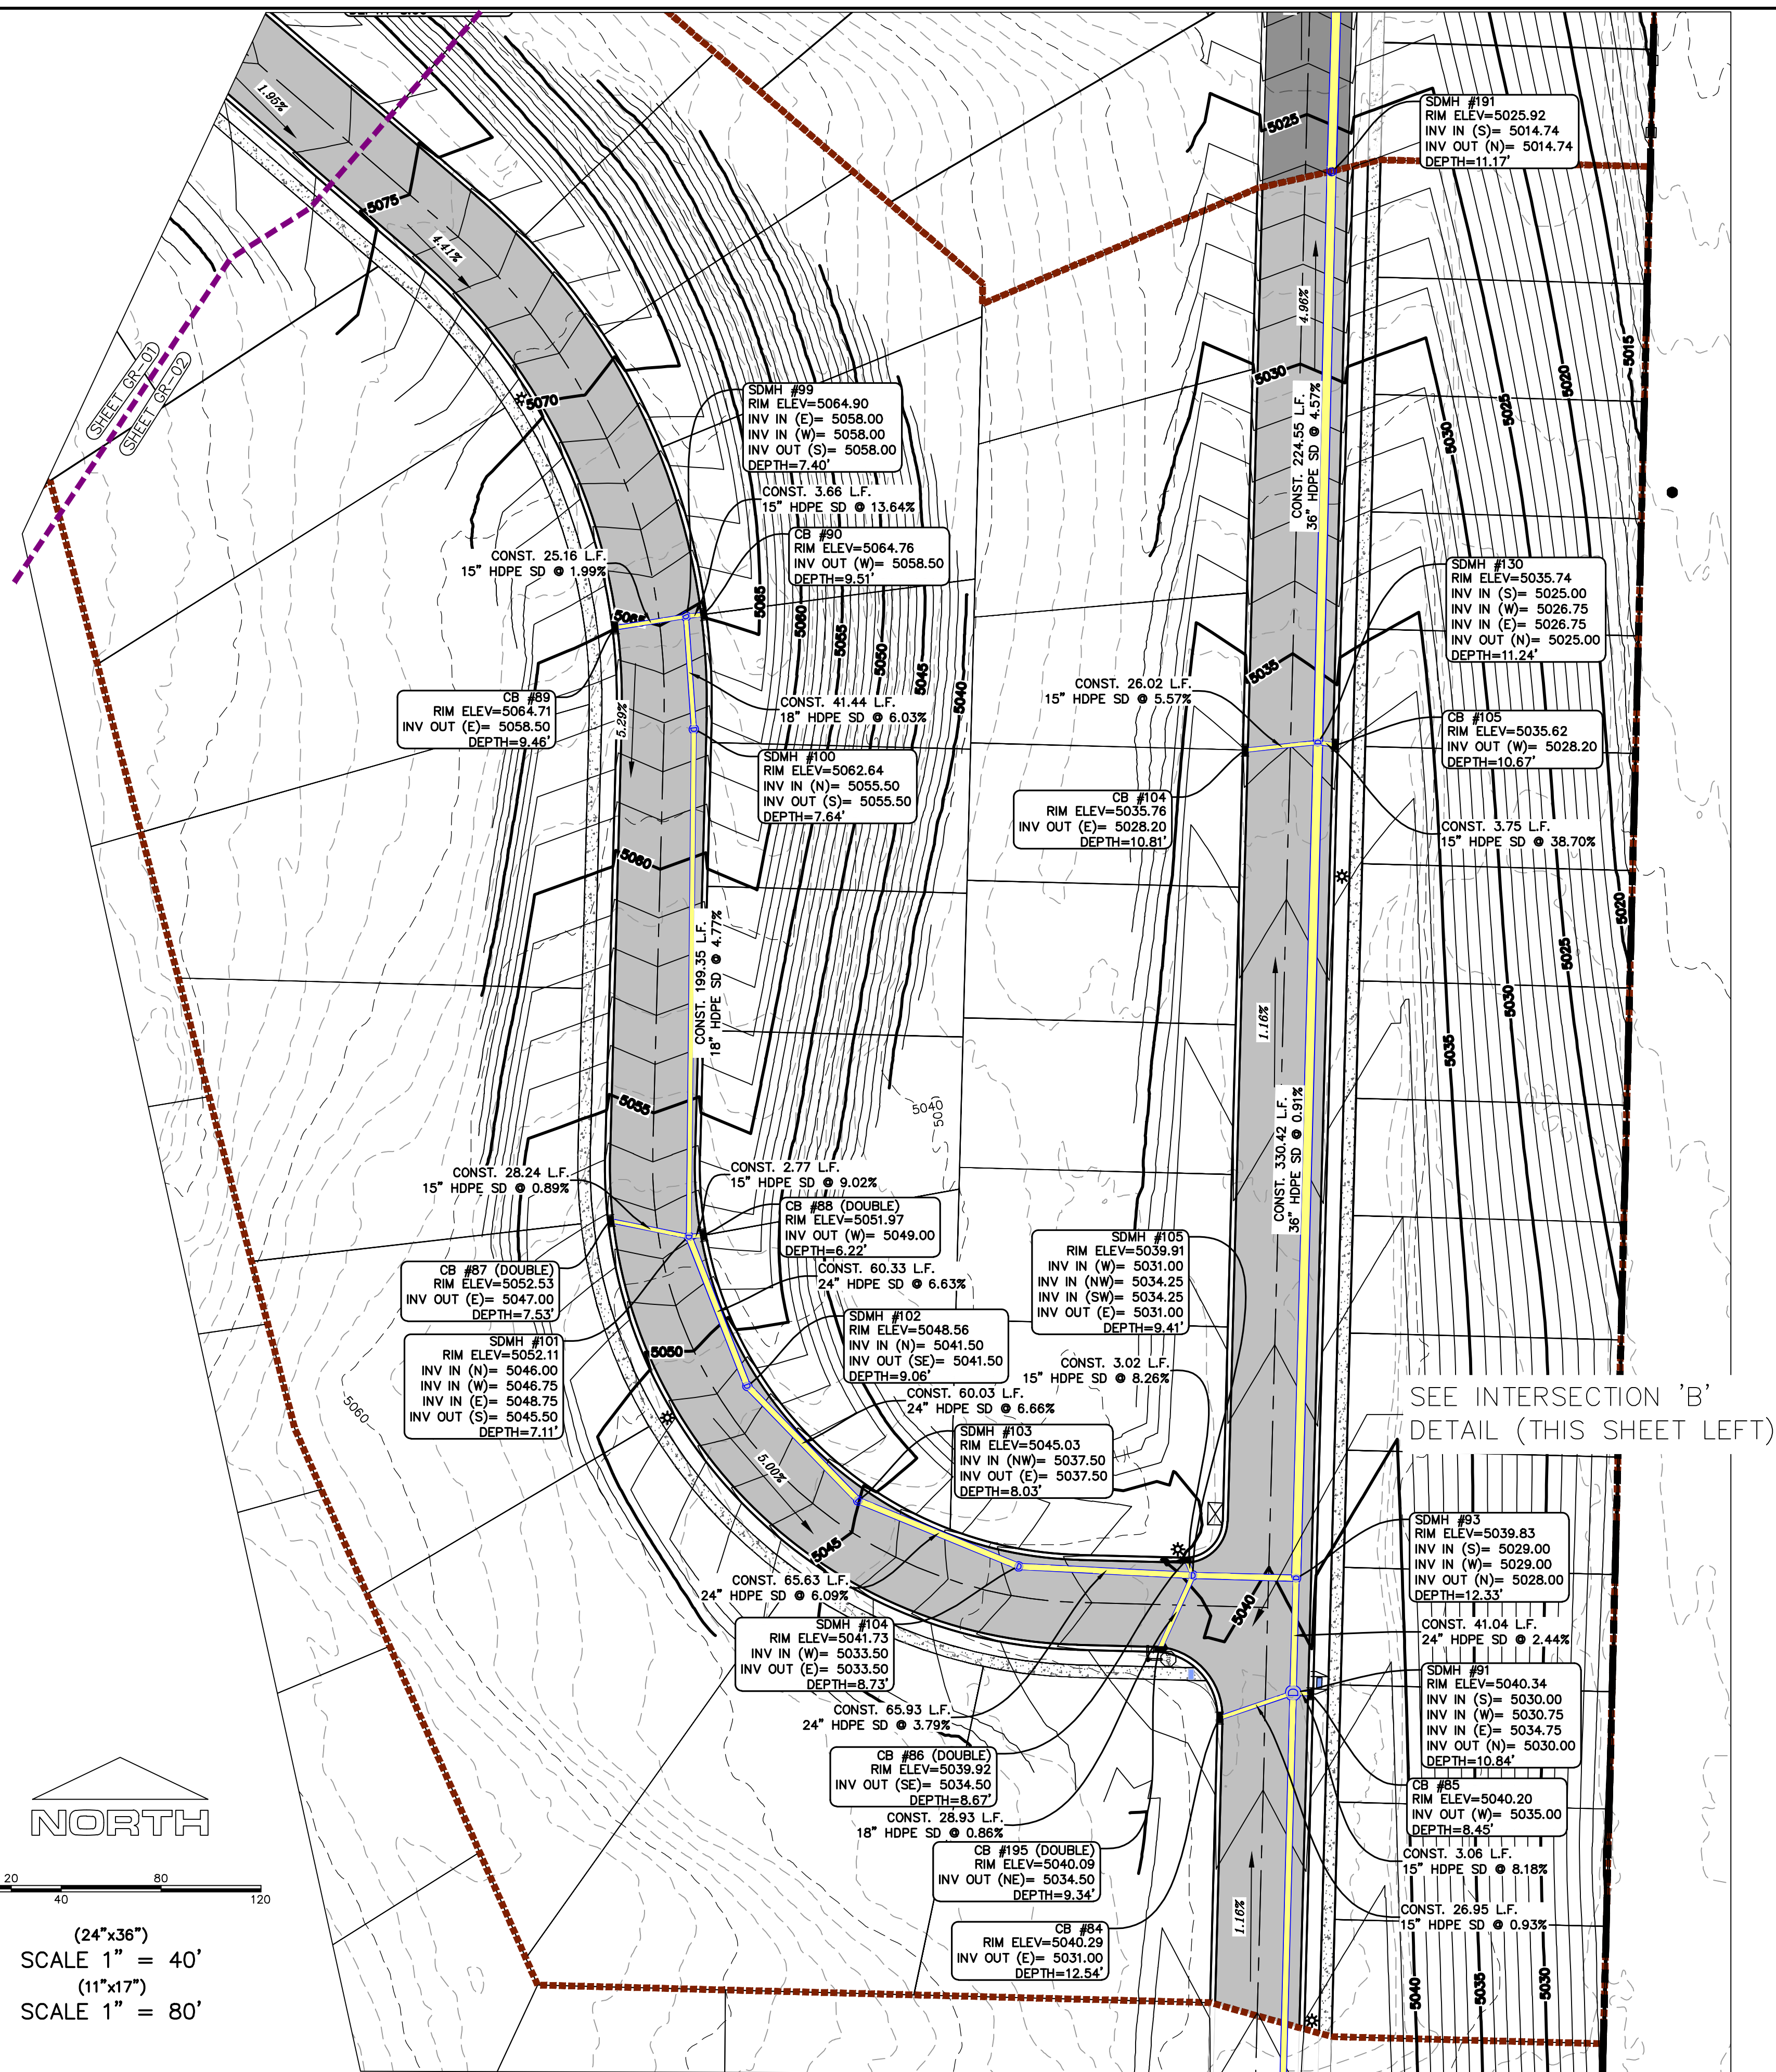 1.95%
5075
4.41%
SHEET GR-01
SHEET GR-02
5070
5025
SDMH #191
RIM ELEV=5025.92
INV IN (S)= 5014.74
INV OUT (N)= 5014.74
DEPTH=11.17'
4.96%
5030
CONST. 224.55 L.F.
36" HDPE SD @ 4.57%
5015
5020
5025
5030
SDMH #99
RIM ELEV=5064.90
INV IN (E)= 5058.00
INV IN (W)= 5058.00
INV OUT (S)= 5058.00
DEPTH=7.40'
CONST. 3.66 L.F.
15" HDPE SD @ 13.64%
CB #90
RIM ELEV=5064.76
INV OUT (W)= 5058.50
DEPTH=9.51'
CONST. 25.16 L.F.
15" HDPE SD @ 1.99%
5065
5065
5060
5055
5050
5045
5040
SDMH #130
RIM ELEV=5035.74
INV IN (S)= 5025.00
INV IN (W)= 5026.75
INV IN (E)= 5026.75
INV OUT (N)= 5025.00
DEPTH=11.24'
5035
CB #89
RIM ELEV=5064.71
INV OUT (E)= 5058.50
DEPTH=9.46'
5.29%
CONST. 41.44 L.F.
18" HDPE SD @ 6.03%
CONST. 26.02 L.F.
15" HDPE SD @ 5.57%
CB #105
RIM ELEV=5035.62
INV OUT (W)= 5028.20
DEPTH=10.67'
SDMH #100
RIM ELEV=5062.64
INV IN (N)= 5055.50
INV OUT (S)= 5055.50
DEPTH=7.64'
CB #104
RIM ELEV=5035.76
INV OUT (E)= 5028.20
DEPTH=10.81'
CONST. 3.75 L.F.
15" HDPE SD @ 38.70%
5060
CONST. 199.35 L.F.
18" HDPE SD @ 4.77%
5020
5025
5030
5035
1.16%
5055
5040
CONST. 330.42 L.F.
36" HDPE SD @ 0.91%
CONST. 28.24 L.F.
15" HDPE SD @ 0.89%
CONST. 2.77 L.F.
15" HDPE SD @ 9.02%
CB #88 (DOUBLE)
RIM ELEV=5051.97
INV OUT (W)= 5049.00
DEPTH=6.22'
CB #87 (DOUBLE)
RIM ELEV=5052.53
INV OUT (E)= 5047.00
DEPTH=7.53'
CONST. 60.33 L.F.
24" HDPE SD @ 6.63%
SDMH #105
RIM ELEV=5039.91
INV IN (W)= 5031.00
INV IN (NW)= 5034.25
INV IN (SW)= 5034.25
INV OUT (E)= 5031.00
DEPTH=9.41'
SDMH #101
RIM ELEV=5052.11
INV IN (N)= 5046.00
INV IN (W)= 5046.75
INV IN (E)= 5048.75
INV OUT (S)= 5045.50
DEPTH=7.11'
5060
5050
SDMH #102
RIM ELEV=5048.56
INV IN (N)= 5041.50
INV OUT (SE)= 5041.50
DEPTH=9.06'
CONST. 3.02 L.F.
15" HDPE SD @ 8.26%
CONST. 60.03 L.F.
24" HDPE SD @ 6.66%
SEE INTERSECTION 'B'
DETAIL (THIS SHEET LEFT)
SDMH #103
RIM ELEV=5045.03
INV IN (NW)= 5037.50
INV OUT (E)= 5037.50
DEPTH=8.03'
5.00%
5045
SDMH #93
RIM ELEV=5039.83
INV IN (S)= 5029.00
INV IN (W)= 5029.00
INV OUT (N)= 5028.00
DEPTH=12.33'
CONST. 65.63 L.F.
24" HDPE SD @ 6.09%
5040
SDMH #104
RIM ELEV=5041.73
INV IN (W)= 5033.50
INV OUT (E)= 5033.50
DEPTH=8.73'
CONST. 41.04 L.F.
24" HDPE SD @ 2.44%
SDMH #91
RIM ELEV=5040.34
INV IN (S)= 5030.00
INV IN (W)= 5030.75
INV IN (E)= 5034.75
INV OUT (N)= 5030.00
DEPTH=10.84'
CONST. 65.93 L.F.
24" HDPE SD @ 3.79%
CB #86 (DOUBLE)
RIM ELEV=5039.92
INV OUT (SE)= 5034.50
DEPTH=8.67'
CB #85
RIM ELEV=5040.20
INV OUT (W)= 5035.00
DEPTH=8.45'
CONST. 28.93 L.F.
18" HDPE SD @ 0.86%
CB #195 (DOUBLE)
RIM ELEV=5040.09
INV OUT (NE)= 5034.50
DEPTH=9.34'
CONST. 3.06 L.F.
15" HDPE SD @ 8.18%
CONST. 26.95 L.F.
15" HDPE SD @ 0.93%
CB #84
RIM ELEV=5040.29
INV OUT (E)= 5031.00
DEPTH=12.54'
1.16%
5040
5035
5030
NORTH
20 80
40 120
(24"x36")
SCALE 1" = 40'
(11"x17")
SCALE 1" = 80'